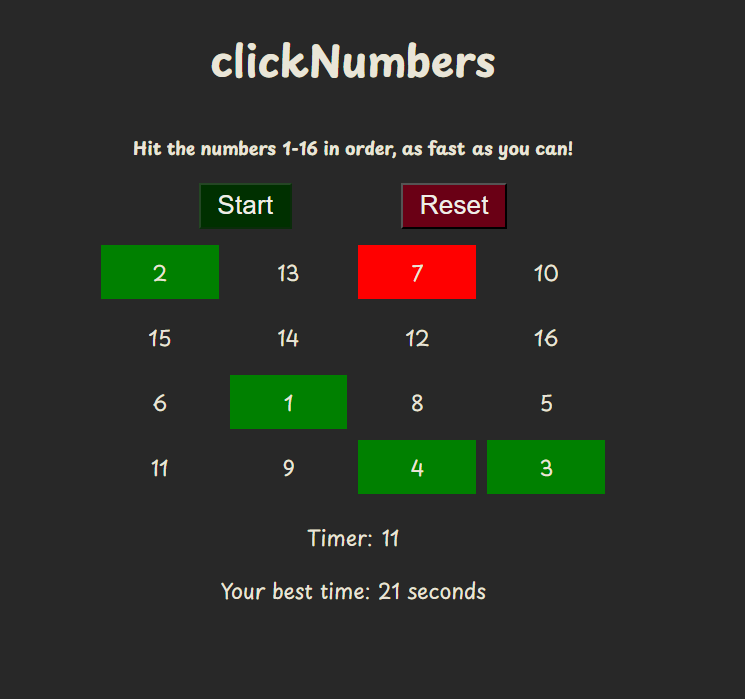 clickNumbers
Hit the numbers 1-16 in order, as fast as you can!
Start Reset
2 13 7 10
15 14 12 16
6 1 8 5
11 9 4 3
Timer: 11
Your best time: 21 seconds